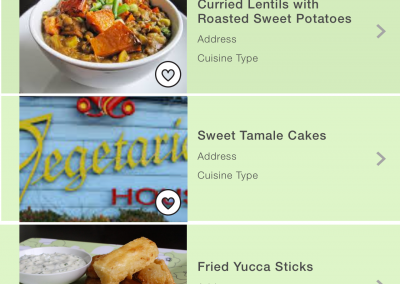 Curried Lentils with
Roasted Sweet Potatoes
Address
Cuisine Type
Vegetaria
HOUS
Sweet Tamale Cakes
Address
Cuisine Type
Fried Yucca Sticks